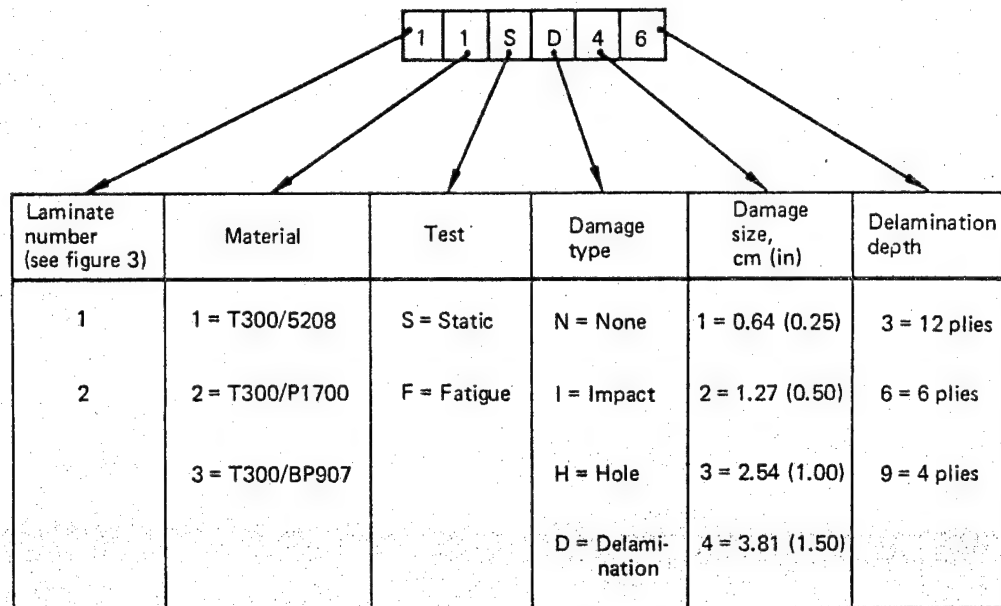 1 1 S D 4 6
Laminate number (see figure 3) Material Test Damage type Damage size, cm (in) Delamination depth
1 1 = T300/5208 S = Static N = None 1 = 0.64 (0.25) 3 = 12 plies
2 2 = T300/P1700 F = Fatigue I = Impact 2 = 1.27 (0.50) 6 = 6 plies
3 = T300/BP907 H = Hole 3 = 2.54 (1.00) 9 = 4 plies
D = Delami- 4 = 3.81 (1.50)
nation